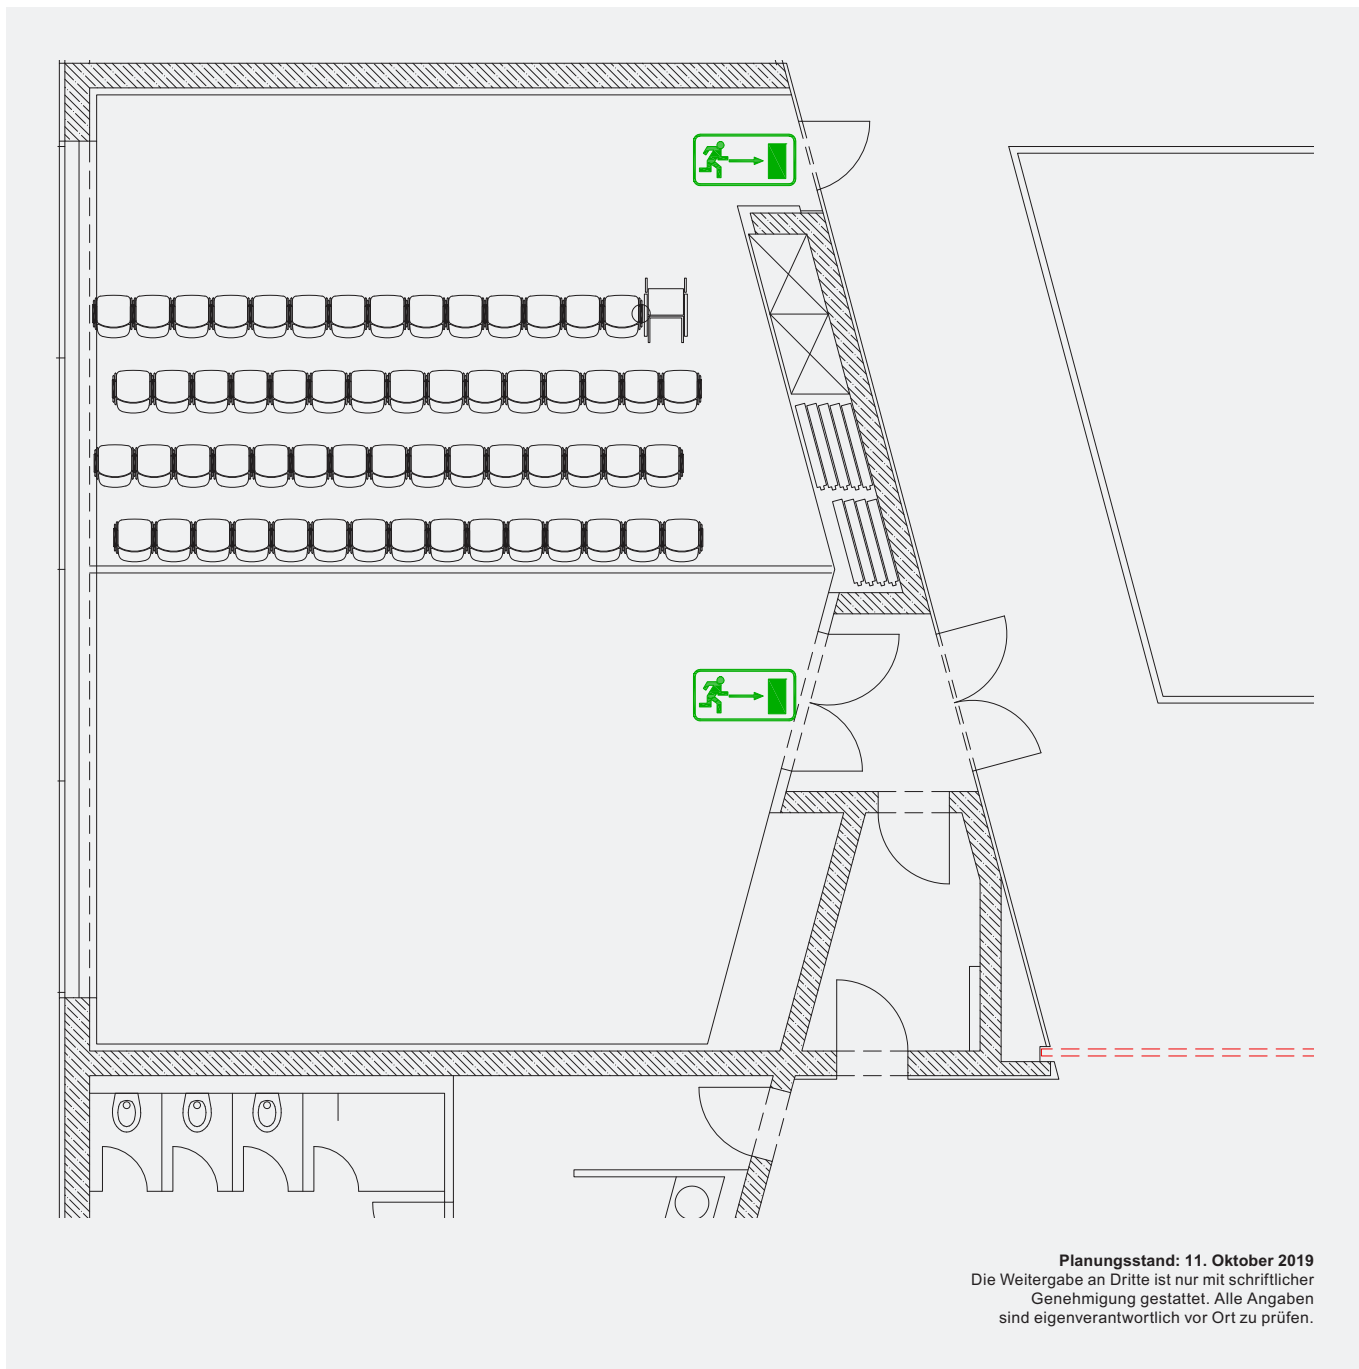 Planungsstand: 11. Oktober 2019
Die Weitergabe an Dritte ist nur mit schriftlicher
Genehmigung gestattet. Alle Angaben
sind eigenverantwortlich vor Ort zu prüfen.